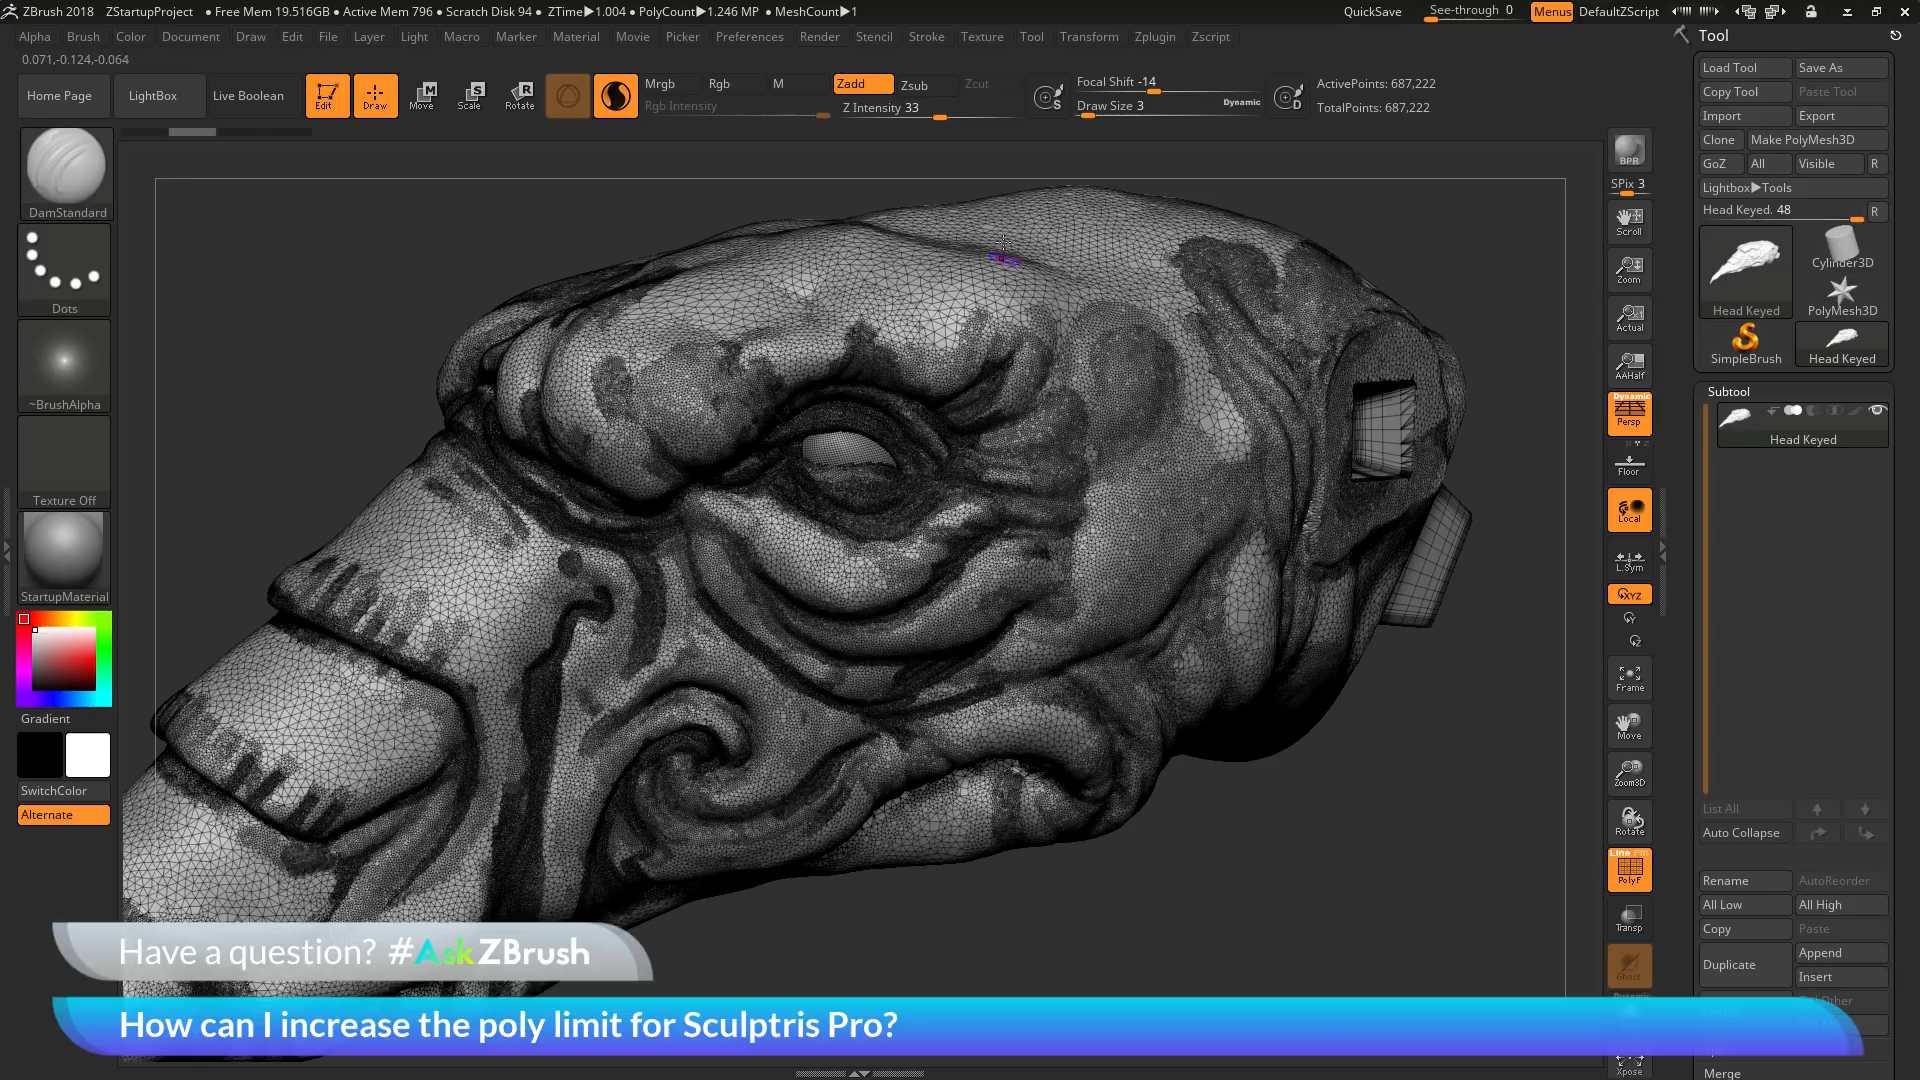 ZBrush 2018 ZStartupProject ● Free Mem 19.516GB ● Active Mem 796 ● Scratch Disk 94 ● ZTime▶1.004 ● PolyCount▶1.246 MP ● MeshCount▶1 QuickSave See-through 0 Menus DefaultZScript
Alpha Brush Color Document Draw Edit File Layer Light Macro Marker Material Movie Picker Preferences Render Stencil Stroke Texture Tool Transform Zplugin Zscript
Tool
0.071,-0.124,-0.064
Home Page LightBox Live Boolean Edit Draw Move Scale Rotate
Mrgb Rgb M Zadd Zsub Zcut
Rgb Intensity Z Intensity 33
Focal Shift -14
Draw Size 3 Dynamic
S D
ActivePoints: 687,222
TotalPoints: 687,222
DamStandard
Dots
~BrushAlpha
Texture Off
StartupMaterial
Gradient
SwitchColor
Alternate
BPR
SPix 3
Scroll
Zoom
Actual
AAHalf
Dynamic
Persp
Floor
Local
L.Sym
XYZ
Y
Z
Frame
Move
Zoom3D
Rotate
Line Fill
PolyF
Transp
Ghost
Dynamic
Xpose
Load Tool Save As
Copy Tool Paste Tool
Import Export
Clone Make PolyMesh3D
GoZ All Visible R
Lightbox▶Tools
Head Keyed. 48 R
Head Keyed Cylinder3D
PolyMesh3D
SimpleBrush Head Keyed
Subtool
Head Keyed
List All
Auto Collapse
Rename AutoReorder
All Low All High
Copy Paste
Duplicate Append
Insert
Merge
Have a question? #AskZBrush
How can I increase the poly limit for Sculptris Pro?